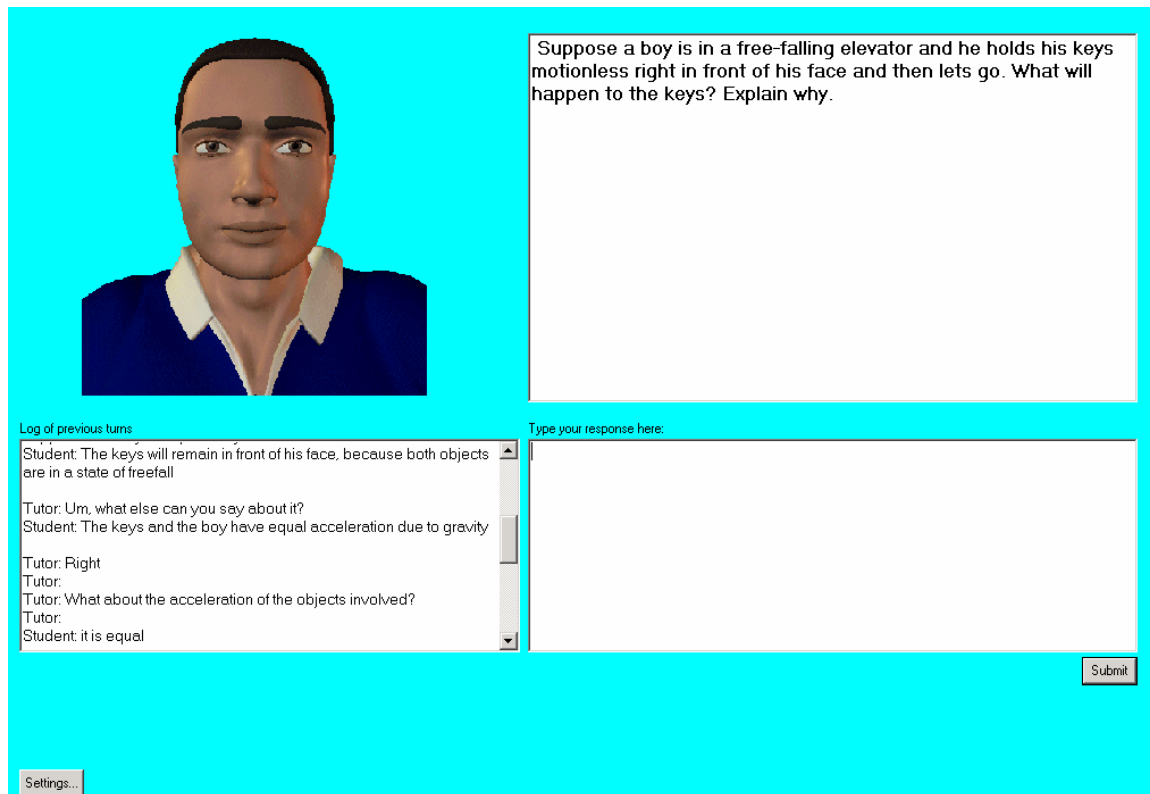 Suppose a boy is in a free-falling elevator and he holds his keys
motionless right in front of his face and then lets go. What will
happen to the keys? Explain why.
Log of previous turns
Student: The keys will remain in front of his face, because both objects
are in a state of freefall
Tutor: Um, what else can you say about it?
Student: The keys and the boy have equal acceleration due to gravity
Tutor: Right
Tutor:
Tutor: What about the acceleration of the objects involved?
Tutor:
Student: it is equal
Type your response here:
Submit
Settings...